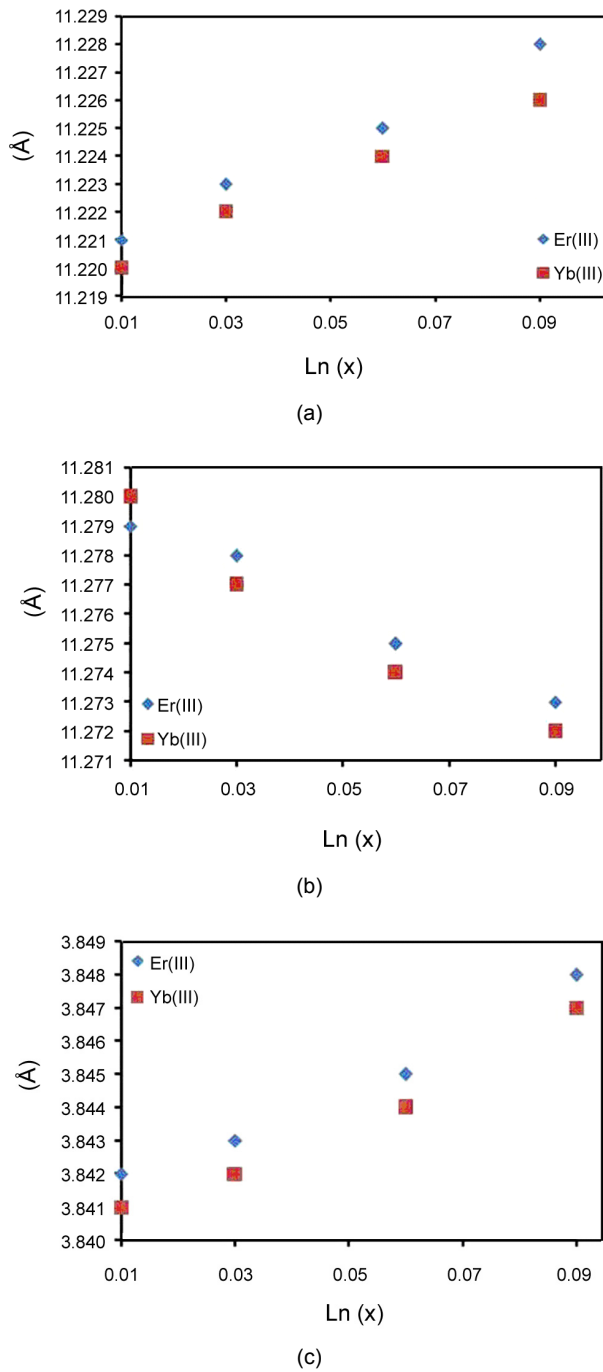 11.229
11.228
11.227
11.226
11.225
11.224
11.223
11.222
11.221
11.220
11.219
(Å)
Er(III)
Yb(III)
0.01 0.03 0.05 0.07 0.09
Ln (x)
(a)
11.281
11.280
11.279
11.278
11.277
11.276
11.275
11.274
11.273
11.272
11.271
(Å)
Er(III)
Yb(III)
0.01 0.03 0.05 0.07 0.09
Ln (x)
(b)
3.849
3.848
3.847
3.846
3.845
3.844
3.843
3.842
3.841
3.840
(Å)
Er(III)
Yb(III)
0.01 0.03 0.05 0.07 0.09
Ln (x)
(c)